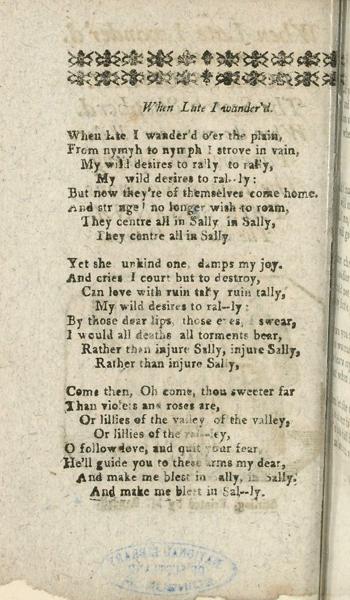 When Late I wander'd.
When late I wander'd o'er the plain,
From nymyh to nymph I strove in vain,
My wild desires to rally to rally,
My wild desires to ral--ly:
But now they're of themselves come home.
And strange! no longer wish to roam,
They centre all in Sally in Sally,
They centre all in Sally
Yet she unkind one, damps my joy.
And cries I court but to destroy,
Can love with ruin tally ruin tally,
My wild desires to ral--ly:
By those dear lips, those eyes, I swear,
I would all deaths all torments bear,
Rather than injure Sally, injure Sally,
Rather than injure Sally,
Come then, Oh come, thou sweeter far
Than violets and roses are,
Or lillies of the valley of the valley,
Or lillies of the val--ley,
O follow love, and quit your fear,
He'll guide you to these arms my dear,
And make me blest in Sally, in Sally.
And make me blest in Sal--ly.
NATIONAL LIBRARY
OF SCOTLAND